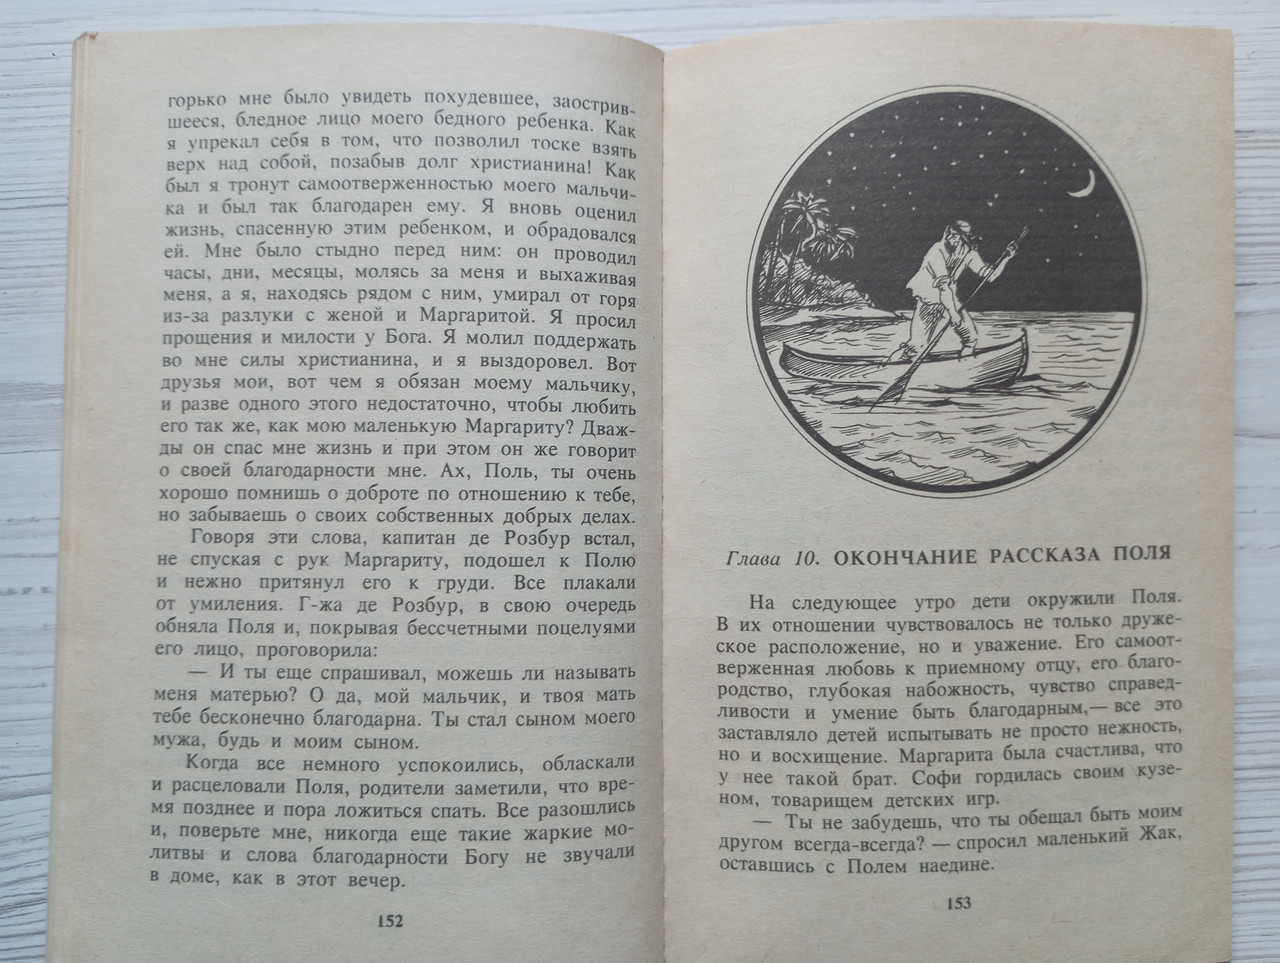 горько мне было увидеть похудевшее, заострив-
шееся, бледное лицо моего бедного ребенка. Как
я упрекал себя в том, что позволил тоске взять
верх над собой, позабыв долг христианина! Как
был я тронут самоотверженностью моего мальчи-
ка и был так благодарен ему. Я вновь оценил
жизнь, спасенную этим ребенком, и обрадовался
ей. Мне было стыдно перед ним: он проводил
часы, дни, месяцы, молясь за меня и выхаживая
меня, а я, находясь рядом с ним, умирал от горя
из-за разлуки с женой и Маргаритой. Я просил
прощения и милости у Бога. Я молил поддержать
во мне силы христианина, и я выздоровел. Вот
друзья мои, вот чем я обязан моему мальчику,
и разве одного этого недостаточно, чтобы любить
его так же, как мою маленькую Маргариту? Дваж-
ды он спас мне жизнь и при этом он же говорит
о своей благодарности мне. Ах, Поль, ты очень
хорошо помнишь о доброте по отношению к тебе,
но забываешь о своих собственных добрых делах.
Говоря эти слова, капитан де Розбур встал,
не спуская с рук Маргариту, подошел к Полю
и нежно притянул его к груди. Все плакали
от умиления. Г-жа де Розбур, в свою очередь
обняла Поля и, покрывая бессчетными поцелуями
его лицо, проговорила:
— И ты еще спрашивал, можешь ли называть
меня матерью? О да, мой мальчик, и твоя мать
тебе бесконечно благодарна. Ты стал сыном моего
мужа, будь и моим сыном.
Когда все немного успокоились, обласкали
и расцеловали Поля, родители заметили, что вре-
мя позднее и пора ложиться спать. Все разошлись
и, поверьте мне, никогда еще такие жаркие мо-
литвы и слова благодарности Богу не звучали
в доме, как в этот вечер.
152
Глава 10. ОКОНЧАНИЕ РАССКАЗА ПОЛЯ
На следующее утро дети окружили Поля.
В их отношении чувствовалось не только друже-
ское расположение, но и уважение. Его самоот-
верженная любовь к приемному отцу, его благо-
родство, глубокая набожность, чувство справед-
ливости и умение быть благодарным,— все это
заставляло детей испытывать не просто нежность,
но и восхищение. Маргарита была счастлива, что
у нее такой брат. Софи гордилась своим кузе-
ном, товарищем детских игр.
— Ты не забудешь, что ты обещал быть моим
другом всегда-всегда? — спросил маленький Жак,
оставшись с Полем наедине.
153